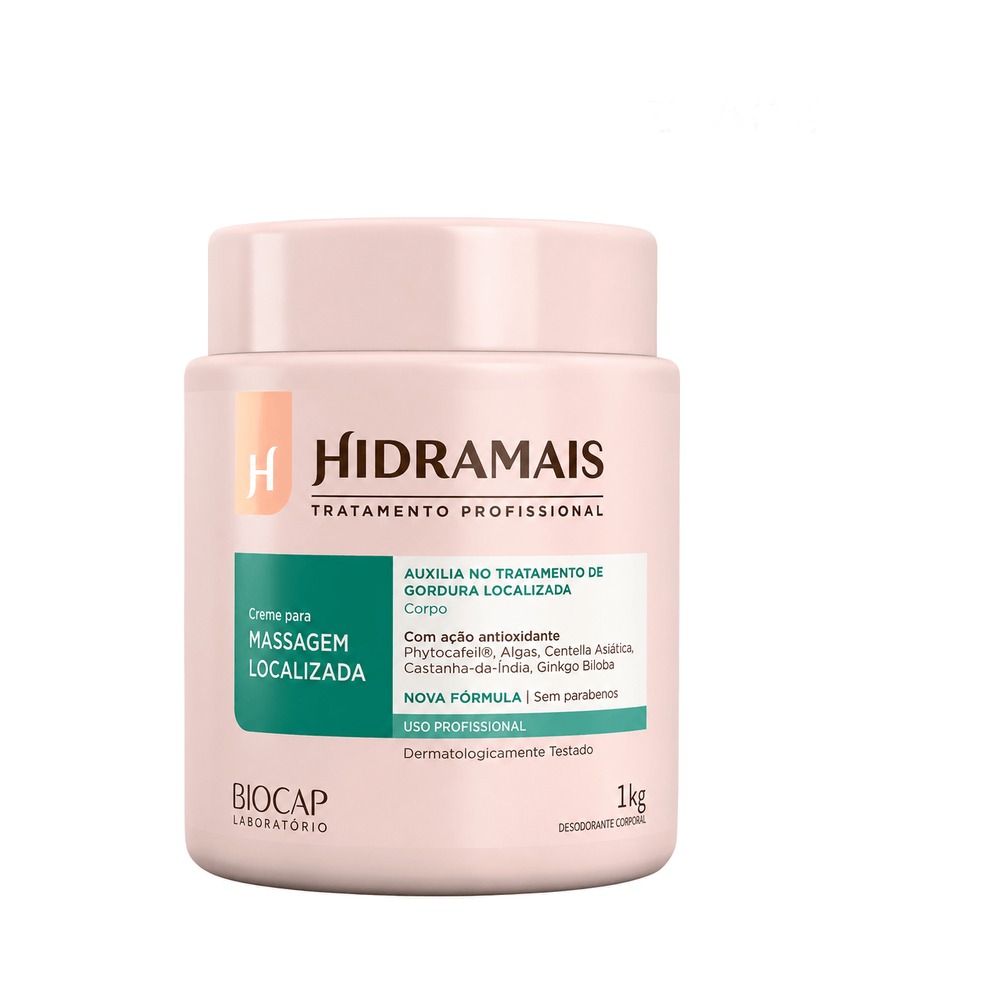 H
HIDRAMAIS
TRATAMENTO PROFISSIONAL
Creme para
MASSAGEM
LOCALIZADA
AUXILIA NO TRATAMENTO DE
GORDURA LOCALIZADA
Corpo
Com ação antioxidante
Phytocafeil®, Algas, Centella Asiática,
Castanha-da-Índia, Ginkgo Biloba
NOVA FÓRMULA | Sem parabenos
USO PROFISSIONAL
Dermatologicamente Testado
BIOCAP
LABORATÓRIO
1kg
DESODORANTE CORPORAL